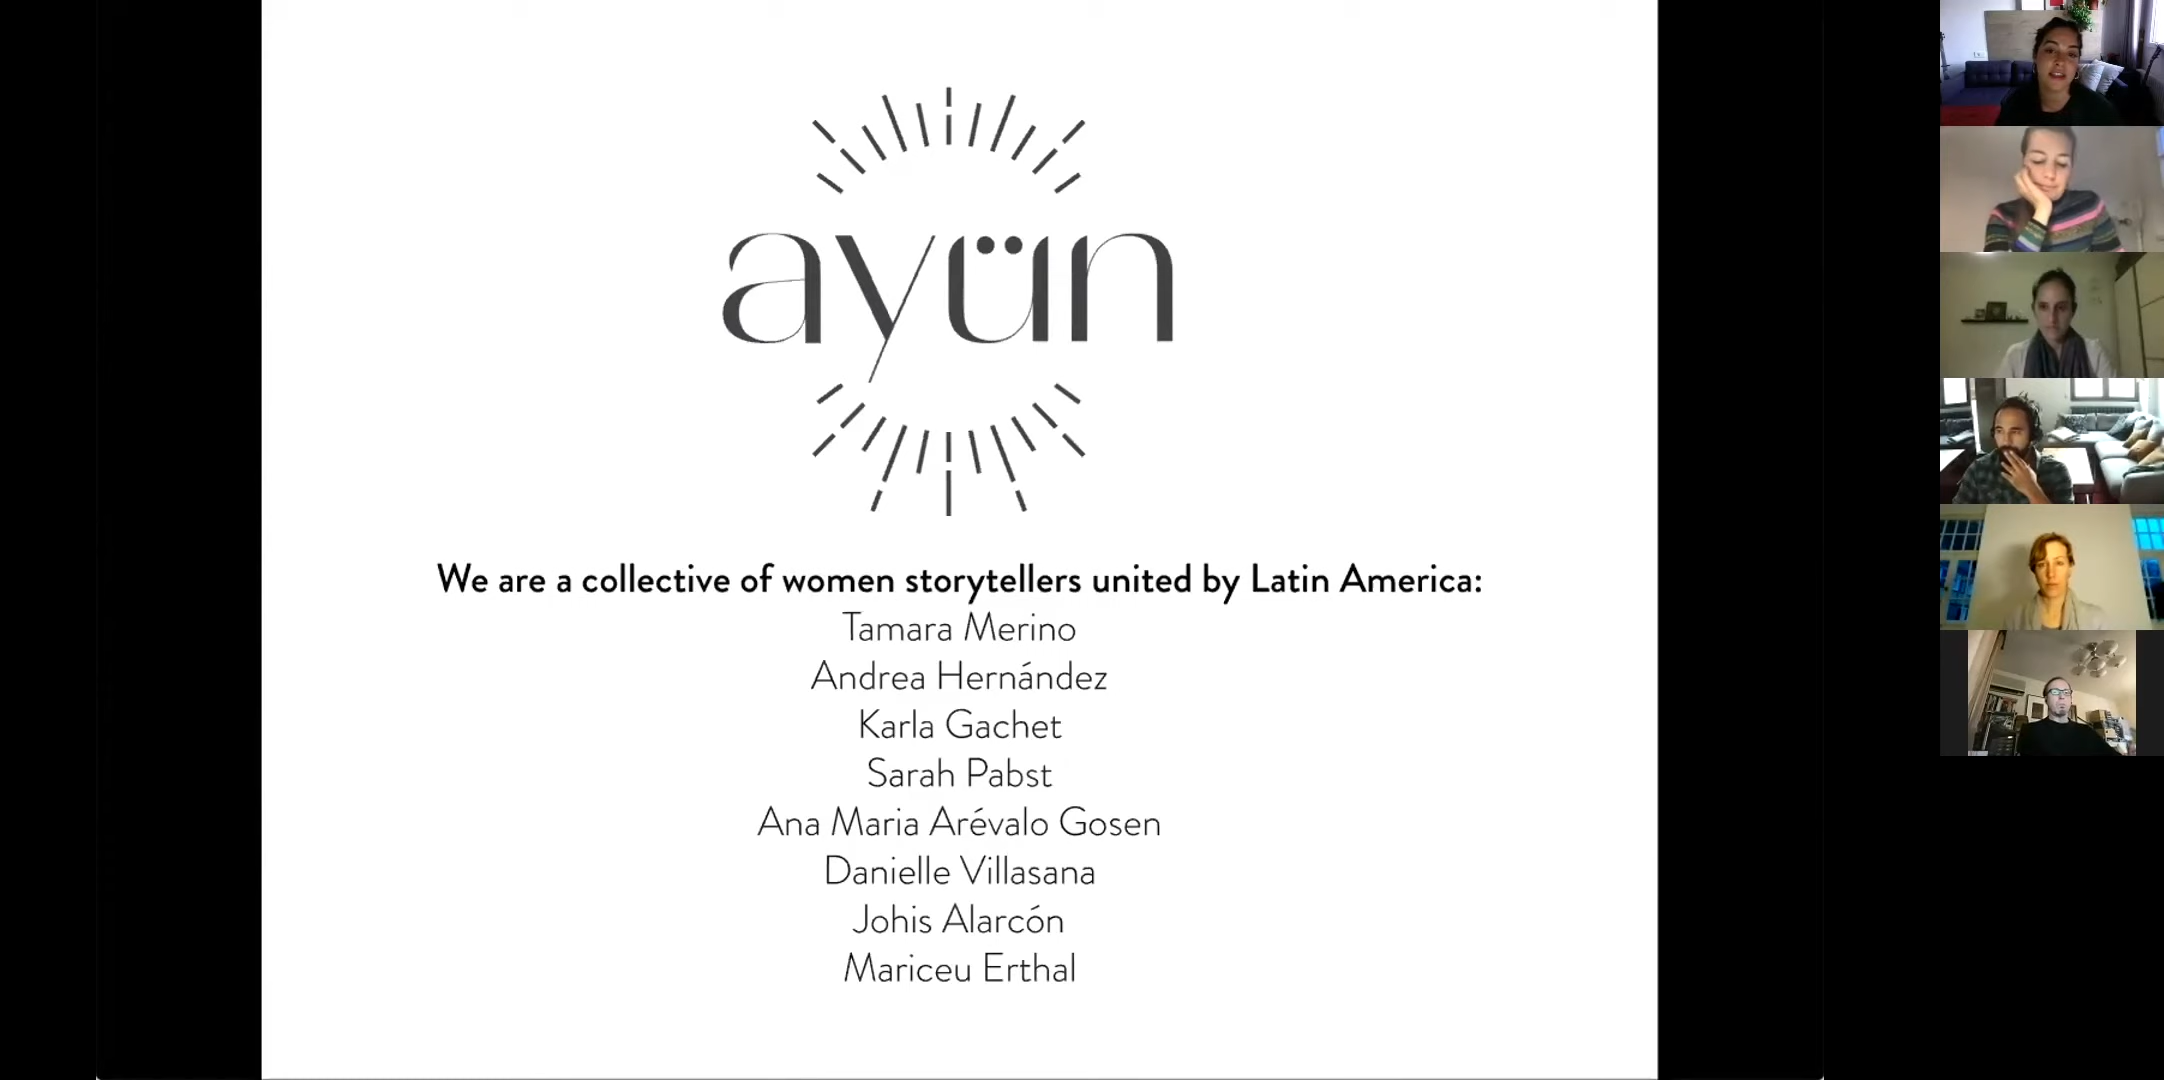 ayün
We are a collective of women storytellers united by Latin America:
Tamara Merino
Andrea Hernández
Karla Gachet
Sarah Pabst
Ana Maria Arévalo Gosen
Danielle Villasana
Johis Alarcón
Mariceu Erthal